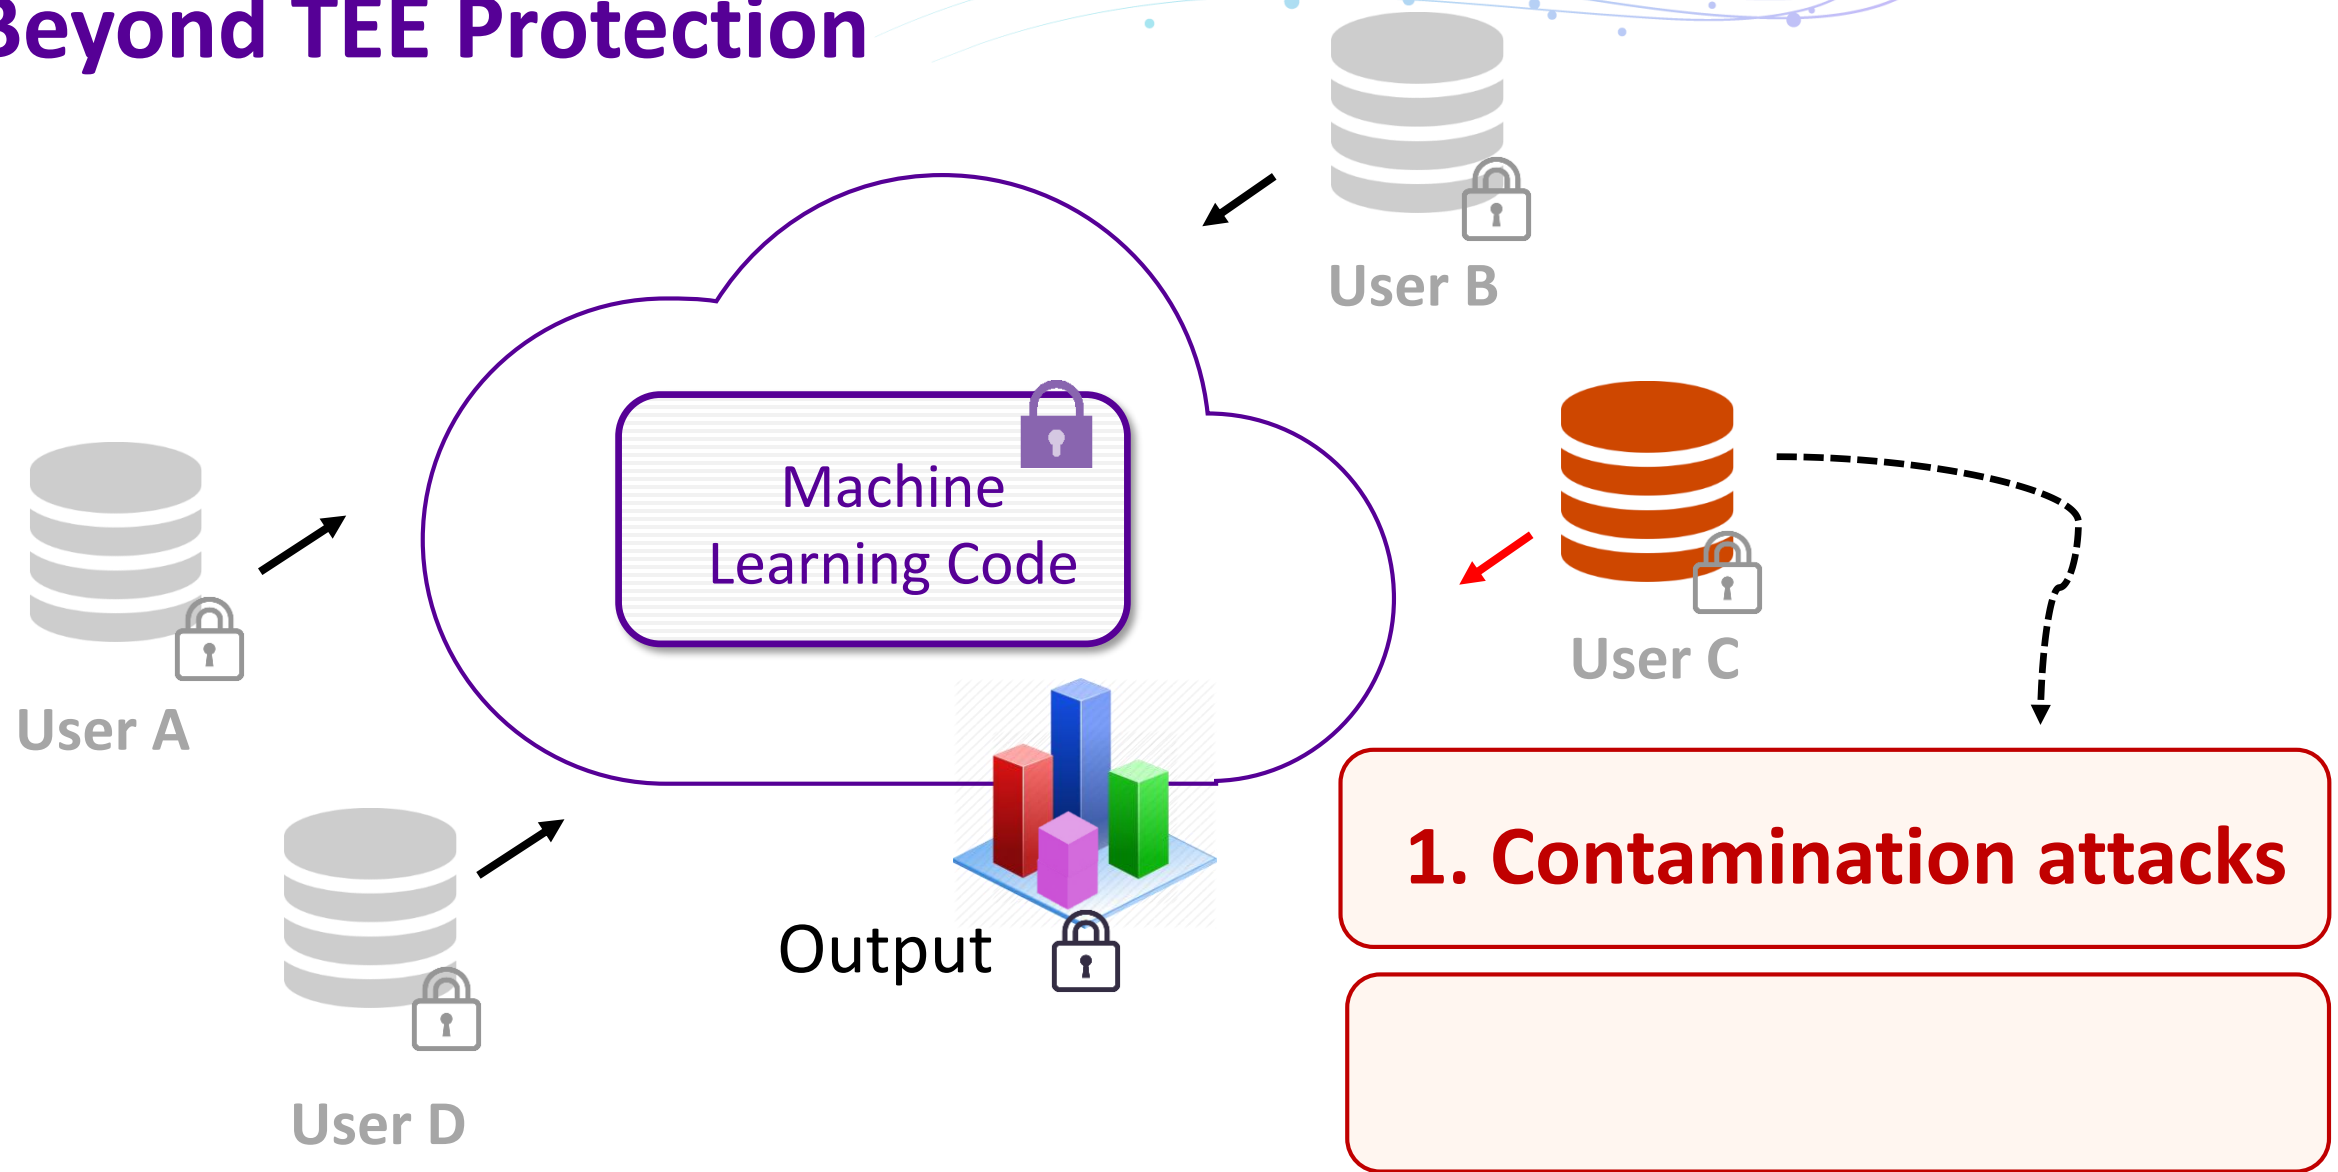 Beyond TEE Protection
User B
Machine
Learning Code
User C
User A
1. Contamination attacks
Output
User D